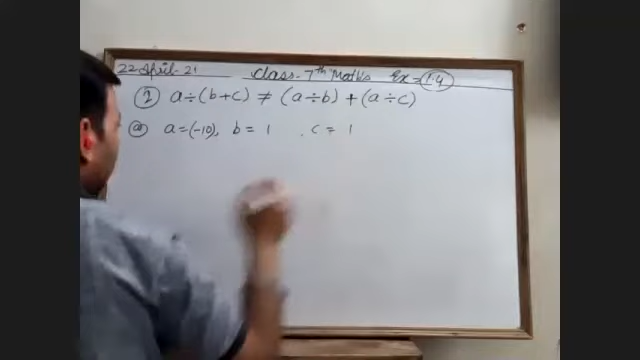 22-April-21 Class-7th Maths Ex=1.4
2 a÷(b+c) ≠ (a÷b)+(a÷c)
a a=(-10), b = 1 , c = 1